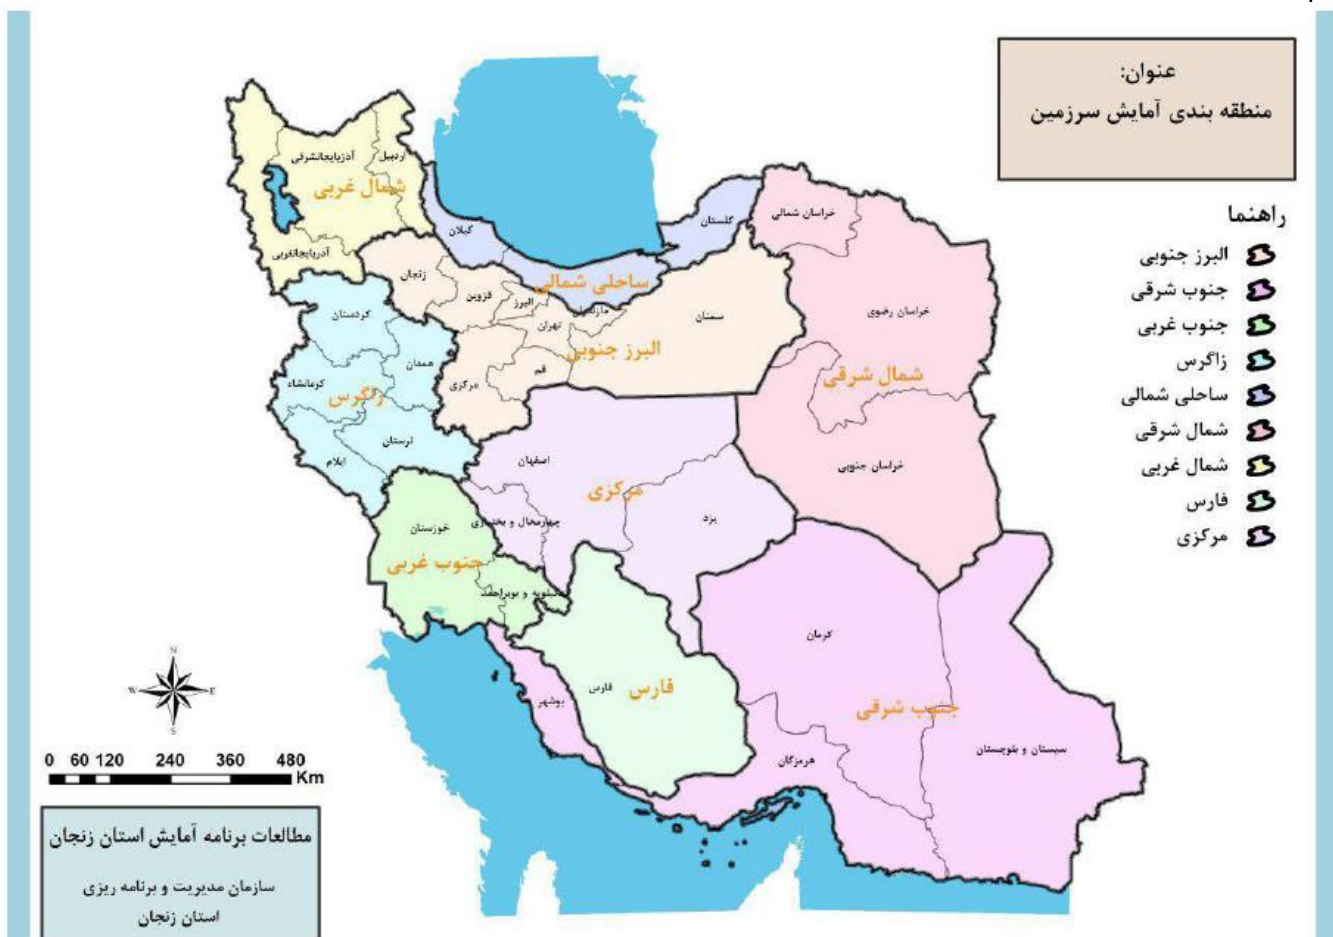 عنوان:
منطقه بندی آمایش سرزمین
راهنما
البرز جنوبی
جنوب شرقی
جنوب غربی
زاگرس
ساحلی شمالی
شمال شرقی
شمال غربی
فارس
مرکزی
اردبیل
آذربایجانشرقی
شمال غربی
آذربایجانغربی
گیلان
گلستان
خراسان شمالی
زنجان
ساحلی شمالی
قزوین
البرز
مازندران
سمنان
خراسان رضوی
کردستان
تهران
البرز جنوبی
همدان
قم
مرکزی
شمال شرقی
کرمانشاه
زاگرس
لرستان
ایلام
اصفهان
خراسان جنوبی
مرکزی
یزد
چهارمحال و بختیاری
خوزستان
جنوب غربی
کهگیلویه و بویراحمد
کرمان
فارس
فارس
بوشهر
جنوب شرقی
سیستان و بلوچستان
هرمزگان
N
W E
S
0 60 120 240 360 480
Km
مطالعات برنامه آمایش استان زنجان
سازمان مدیریت و برنامه ریزی
استان زنجان